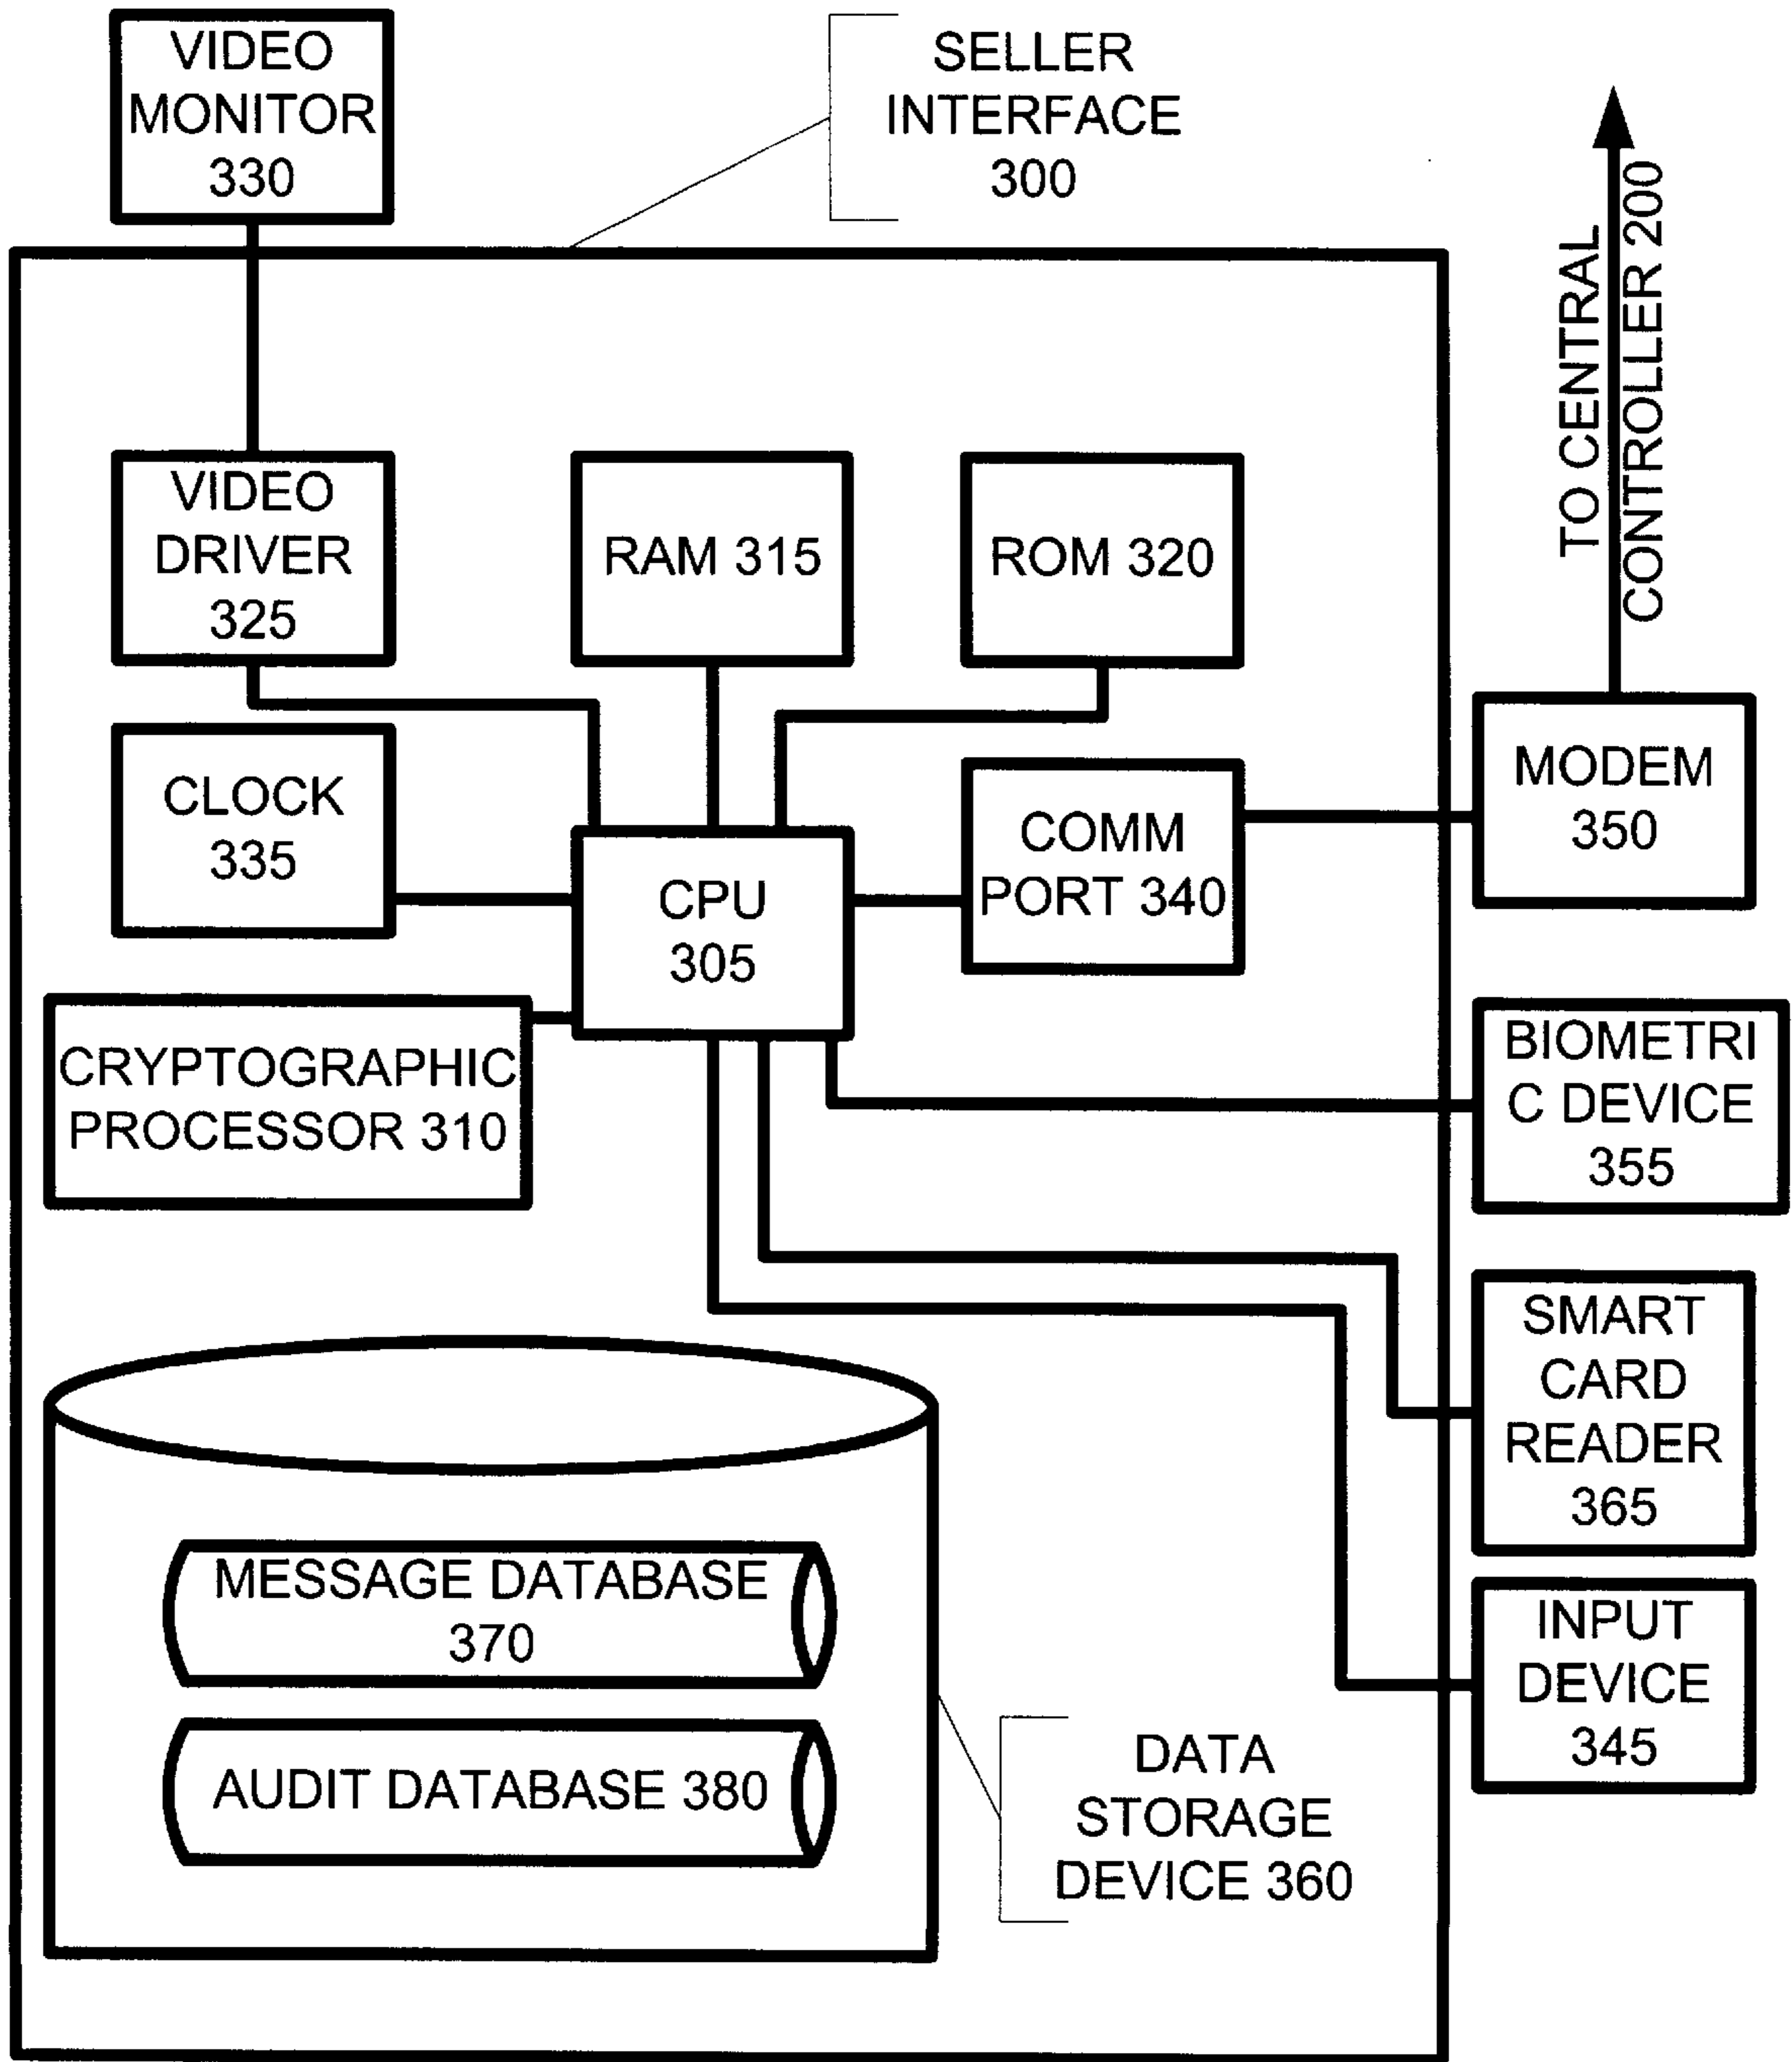 VIDEO
MONITOR
330
SELLER
INTERFACE
300
TO CENTRAL
CONTROLLER 200
VIDEO
DRIVER
325
RAM 315
ROM 320
CLOCK
335
CPU
305
COMM
PORT 340
MODEM
350
CRYPTOGRAPHIC
PROCESSOR 310
BIOMETRI
C DEVICE
355
SMART
CARD
READER
365
MESSAGE DATABASE
370
INPUT
DEVICE
345
AUDIT DATABASE 380
DATA
STORAGE
DEVICE 360